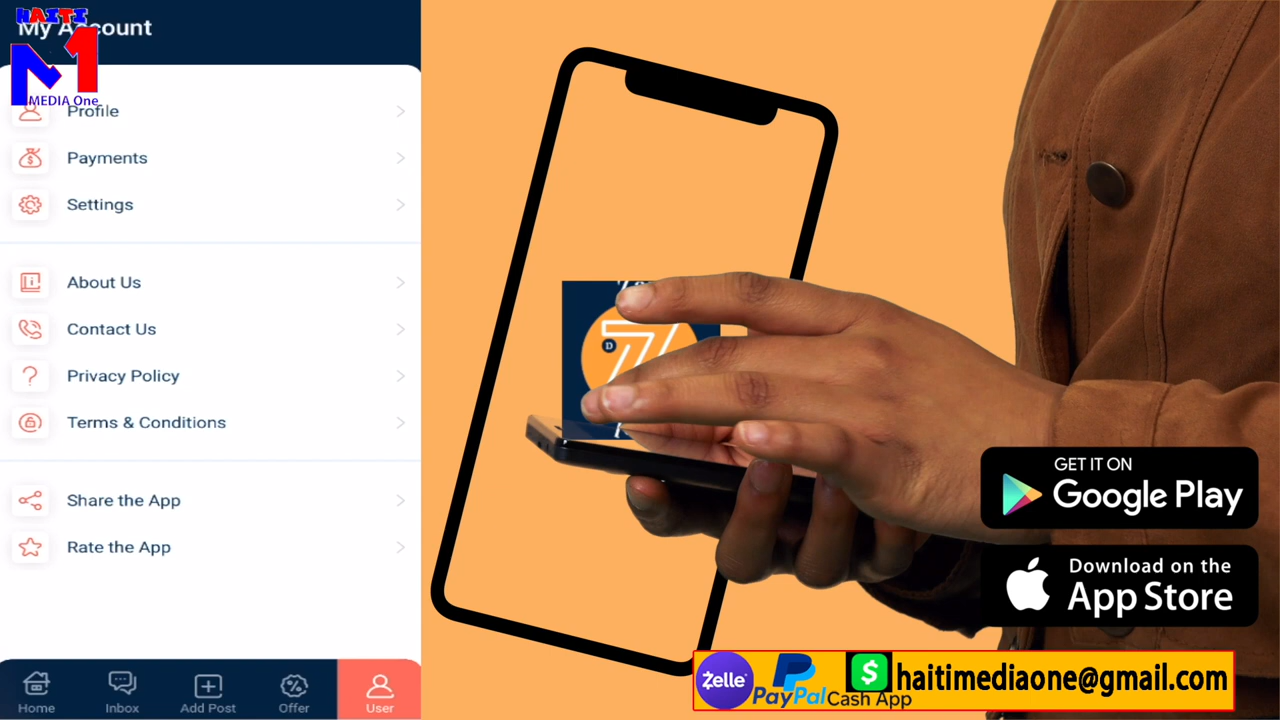 HAITI
My Account
M1
MEDIA One
Profile
Payments
Settings
About Us
Contact Us
Privacy Policy
Terms & Conditions
Share the App
Rate the App
Home
Inbox
Add Post
Offer
User
D
7
GET IT ON
Google Play
Download on the
App Store
Zelle
PayPal
$
Cash App
haitimediaone@gmail.com